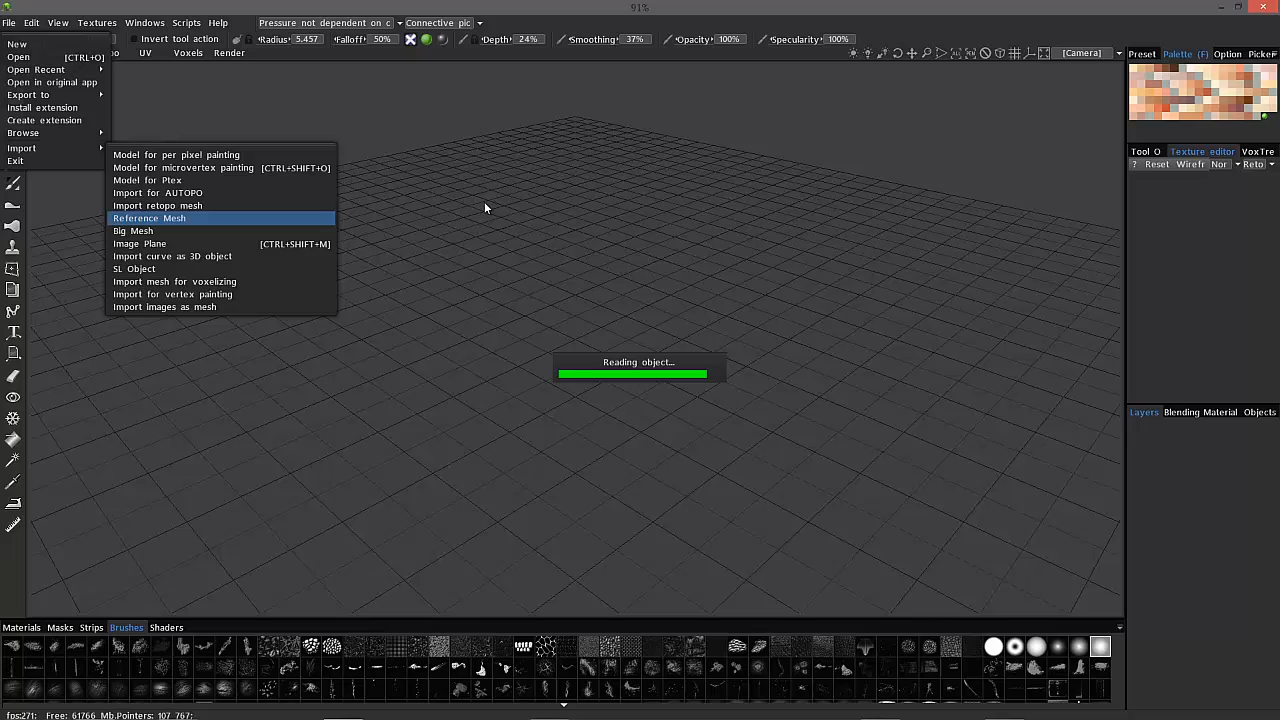 91%
File Edit View Textures Windows Scripts Help Pressure not dependent on c Connective pic
Invert tool action Radius: 5.457 Falloff: 50% Depth: 24% Smoothing: 37% Opacity: 100% Specularity: 100%
UV Voxels Render [Camera]
New
Open [CTRL+O]
Open Recent
Open in original app
Export to
Install extension
Create extension
Browse
Import
Exit
Model for per pixel painting
Model for microvertex painting [CTRL+SHIFT+O]
Model for Ptex
Import for AUTOPO
Import retopo mesh
Reference Mesh
Big Mesh
Image Plane [CTRL+SHIFT+M]
Import curve as 3D object
SL Object
Import mesh for voxelizing
Import for vertex painting
Import images as mesh
Reading object...
Preset Palette (F) Option Picker
Tool O Texture editor VoxTre
? Reset Wirefr Nor Reto
Layers Blending Material Objects
Materials Masks Strips Brushes Shaders
fps:271; Free: 61766 Mb.Pointers: 107 767;